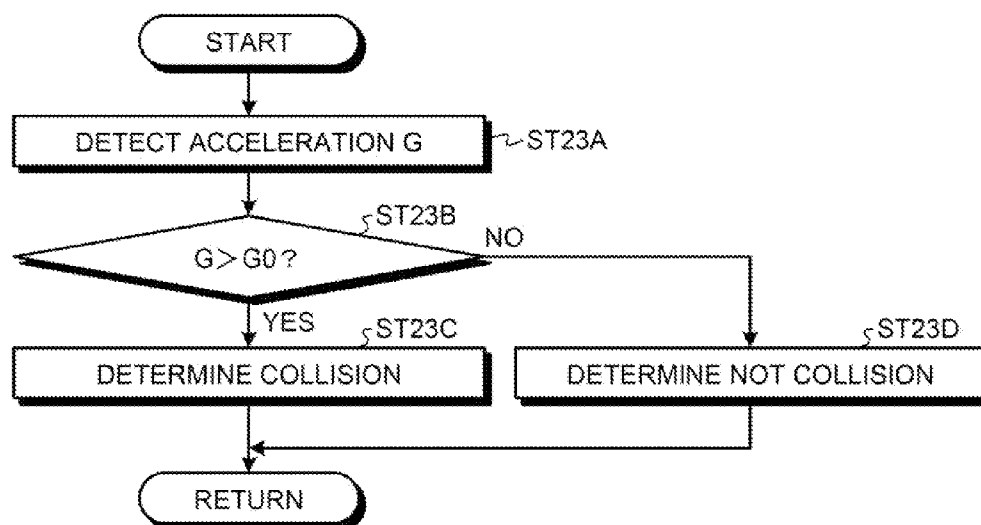 START
DETECT ACCELERATION G
ST23A
ST23B
G>G0?
NO
YES
ST23C
ST23D
DETERMINE COLLISION
DETERMINE NOT COLLISION
RETURN